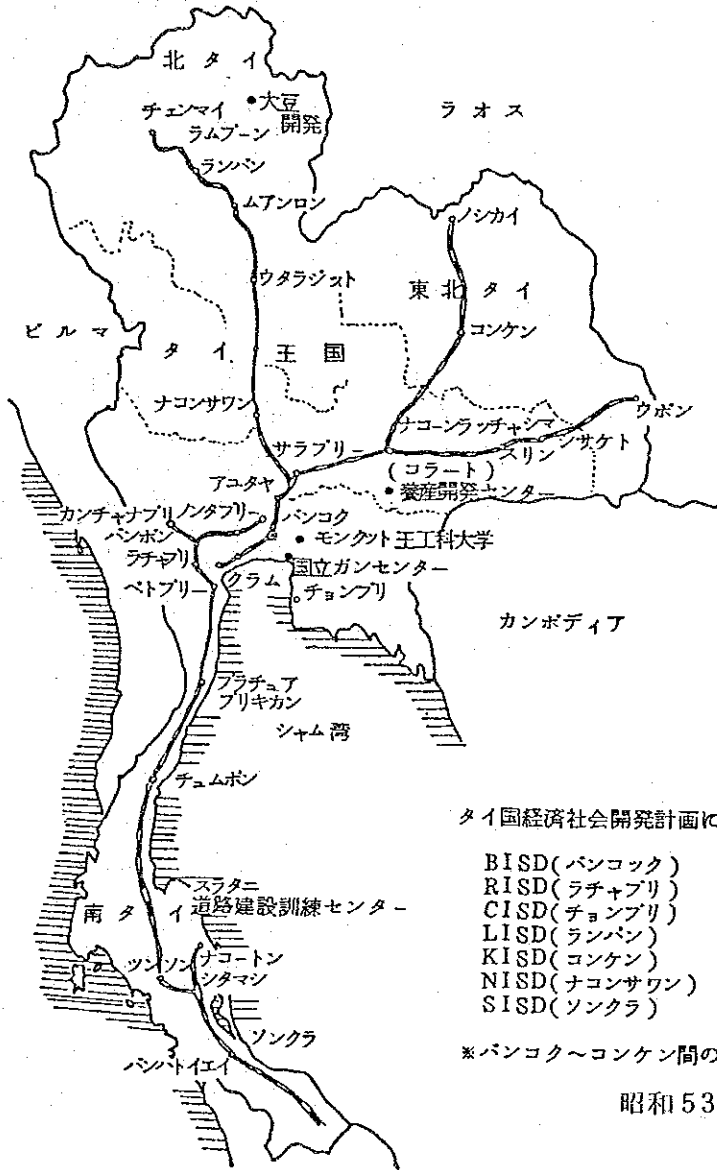 北タイ
●大豆
開発
チェンマイ
ラムプーン
ランパン
ムアンロン
ラオス
ノンカイ
ウタラジット
東北タイ
コンケン
ビルマ
タイ王国
ナコンサワン
ウボン
サラブリー
ナコーンラッチャシマ
(コラート)
スリン
シサケト
アユタヤ
●養蚕開発センター
カンチャナブリ
ノンタブリー
バンポン
バンコク
●モンクット王工科大学
ラチャブリ
国立ガンセンター
クラム
ペトブリー
チョンブリ
カンボディア
プラチュア
プリキカン
シャム湾
チュムポン
タイ国経済社会開発計画に
BISD(バンコック)
RISD(ラチャブリ)
CISD(チョンブリ)
LISD(ランパン)
KISD(コンケン)
NISD(ナコンサワン)
SISD(ソンクラ)
スラタニ
道路建設訓練センター
南タイ
ツンソン
ナコートン
シタマシ
ソンクラ
バンハトイエイ
※バンコク~コンケン間の
昭和53